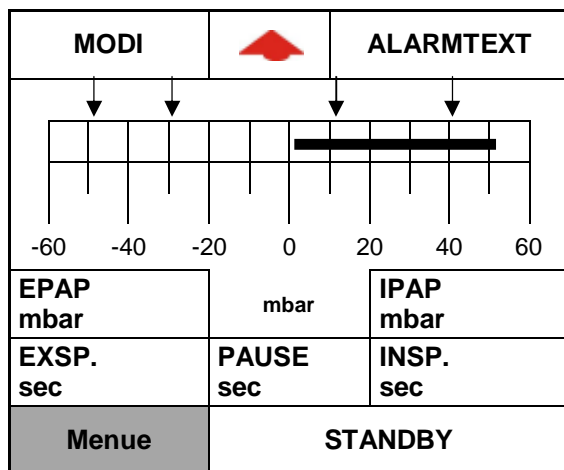 MODI ALARMTEXT
-60 -40 -20 0 20 40 60
EPAP mbar IPAP
mbar mbar
EXSP. PAUSE INSP.
sec sec sec
Menue STANDBY